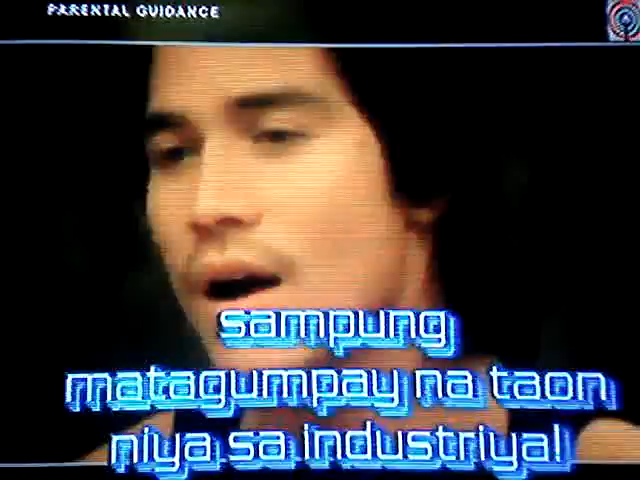 PARENTAL GUIDANCE
sampung
matagumpay na taon
niya sa industriya!